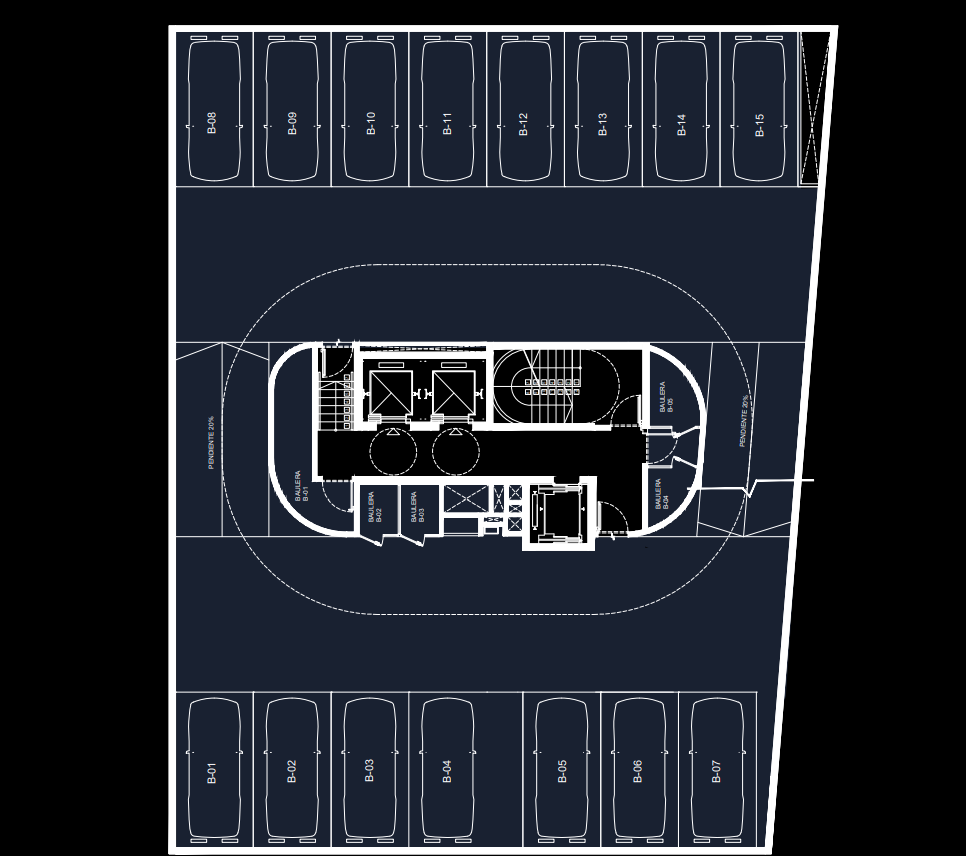 B-08
B-09
B-10
B-11
B-12
B-13
B-14
B-15
PENDIENTE 20%
BAULERA
B-01
BAULERA
B-02
BAULERA
B-03
BAULERA
B-05
BAULERA
B-04
PENDIENTE 20%
B-01
B-02
B-03
B-04
B-05
B-06
B-07